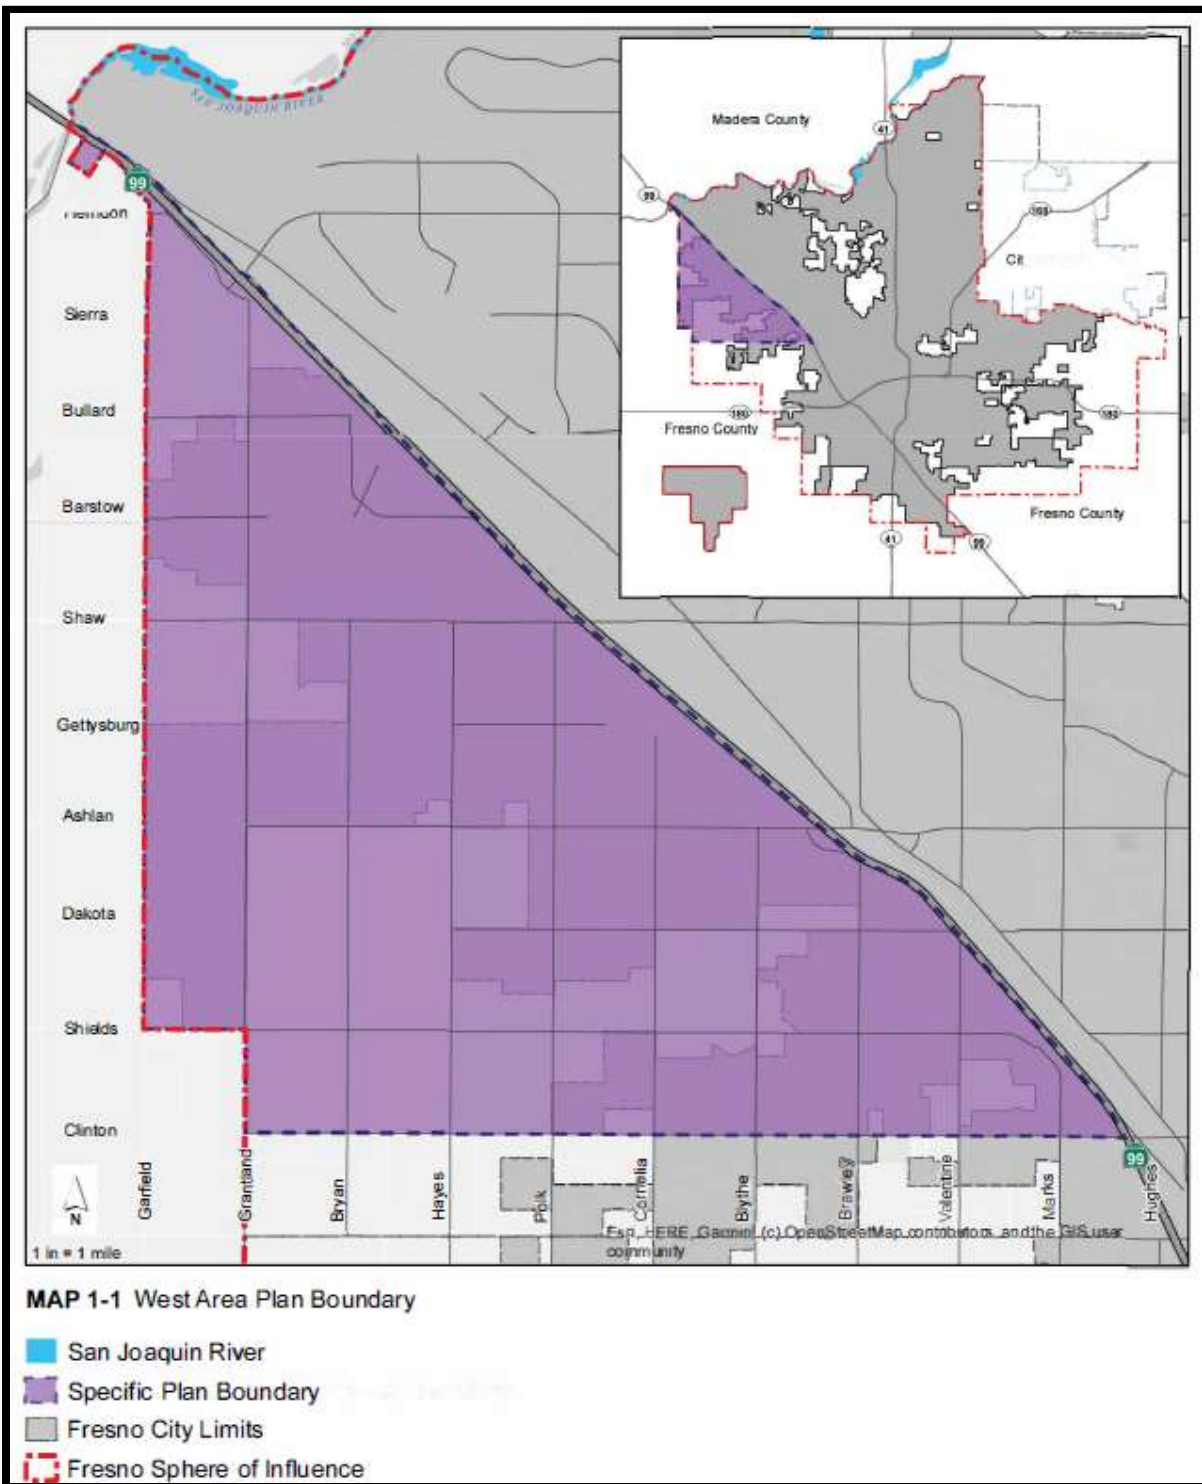 SAN JOAQUIN RIVER
99
Herndon
Sierra
Bullard
Barstow
Shaw
Gettysburg
Ashlan
Dakota
Shields
Clinton
Madera County
41
99
168
Cit
180
180
Fresno County
Fresno County
41
99
99
Garfield
Grantland
Bryan
Hayes
Polk
Cornelia
Blythe
Brawley
Valentine
Marks
Hughes
N
1 in = 1 mile
Esri, HERE, Garmin, (c) OpenStreetMap contributors, and the GIS user
community
MAP 1-1 West Area Plan Boundary
San Joaquin River
Specific Plan Boundary
Fresno City Limits
Fresno Sphere of Influence